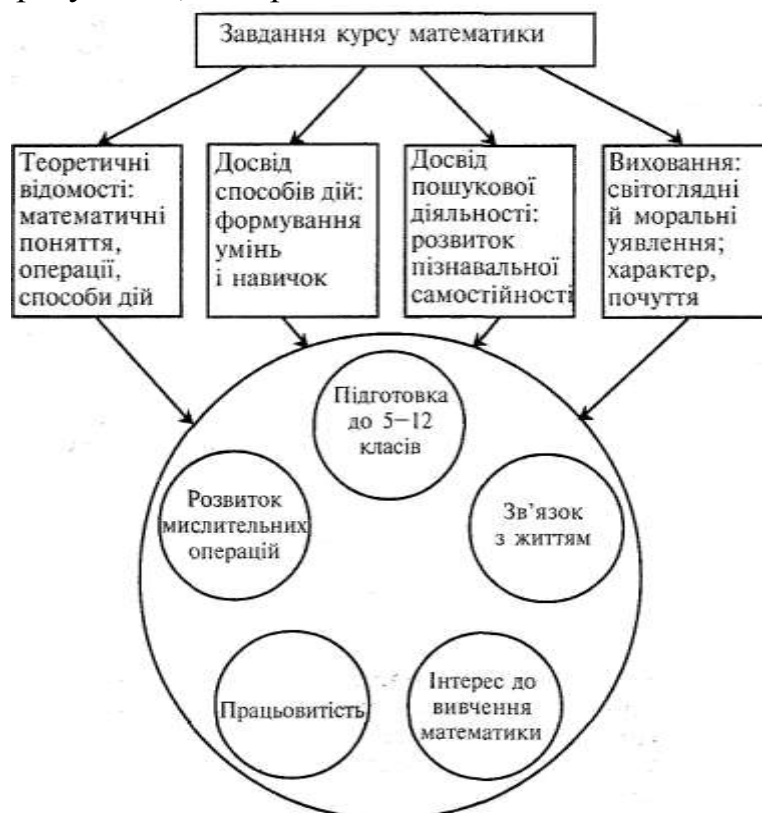 Завдання курсу математики
Теоретичні
відомості:
математичні
поняття,
операції,
способи дій
Досвід
способів дій:
формування
умінь
і навичок
Досвід
пошукової
діяльності:
розвиток
пізнавальної
самостійності
Виховання:
світоглядні
й моральні
уявлення;
характер,
почуття
Підготовка
до 5–12
класів
Розвиток
мислительних
операцій
Зв’язок
з життям
Працьовитість
Інтерес до
вивчення
математики